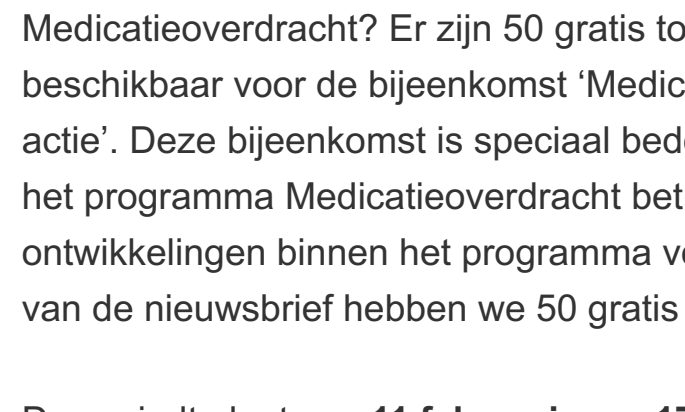 Medicatieoverdracht? Er zijn 50 gratis to
beschikbaar voor de bijeenkomst ‘Medic
actie’. Deze bijeenkomst is speciaal bed
het programma Medicatieoverdracht bet
ontwikkelingen binnen het programma v
van de nieuwsbrief hebben we 50 gratis